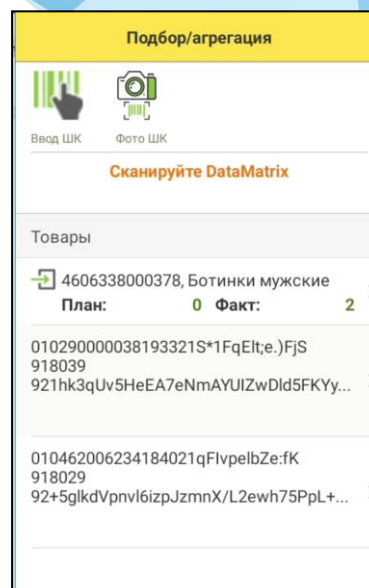 Подбор/агрегация
Ввод ШК Фото ШК
Сканируйте DataMatrix
Товары
4606338000378, Ботинки мужские
План: 0 Факт: 2
010290000038193321S*1FqElt;e.)FjS
918039
921hk3qUv5HeEA7eNmAYUIZwDld5FKYy...
010462006234184021qFIvpelbZe:fK
918029
92+5glkdVpnvl6izpJzmnX/L2ewh75PpL+...